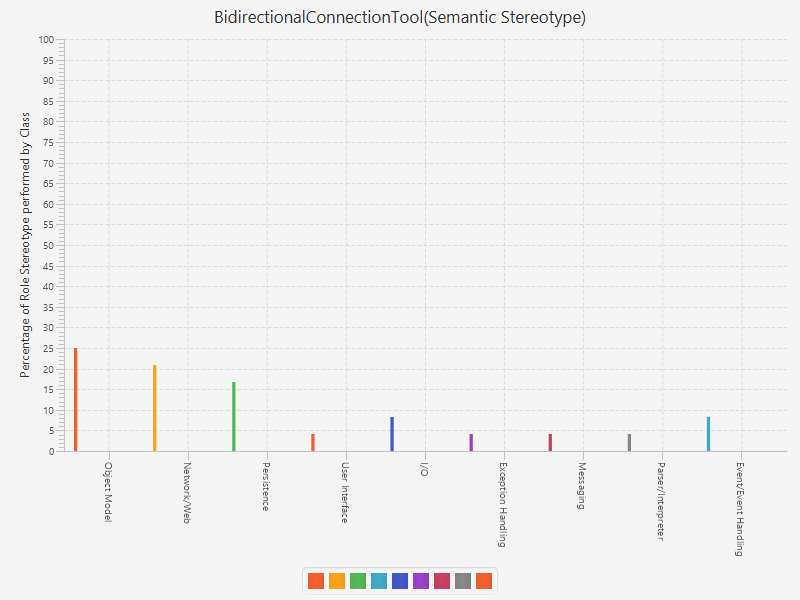 BidirectionalConnectionTool(Semantic Stereotype)
Percentage of Role Stereotype performed by Class
100
95
90
85
80
75
70
65
60
55
50
45
40
35
30
25
20
15
10
5
0
Object Model
Network/Web
Persistence
User Interface
I/O
Exception Handling
Messaging
Parser/Interpreter
Event/Event Handling